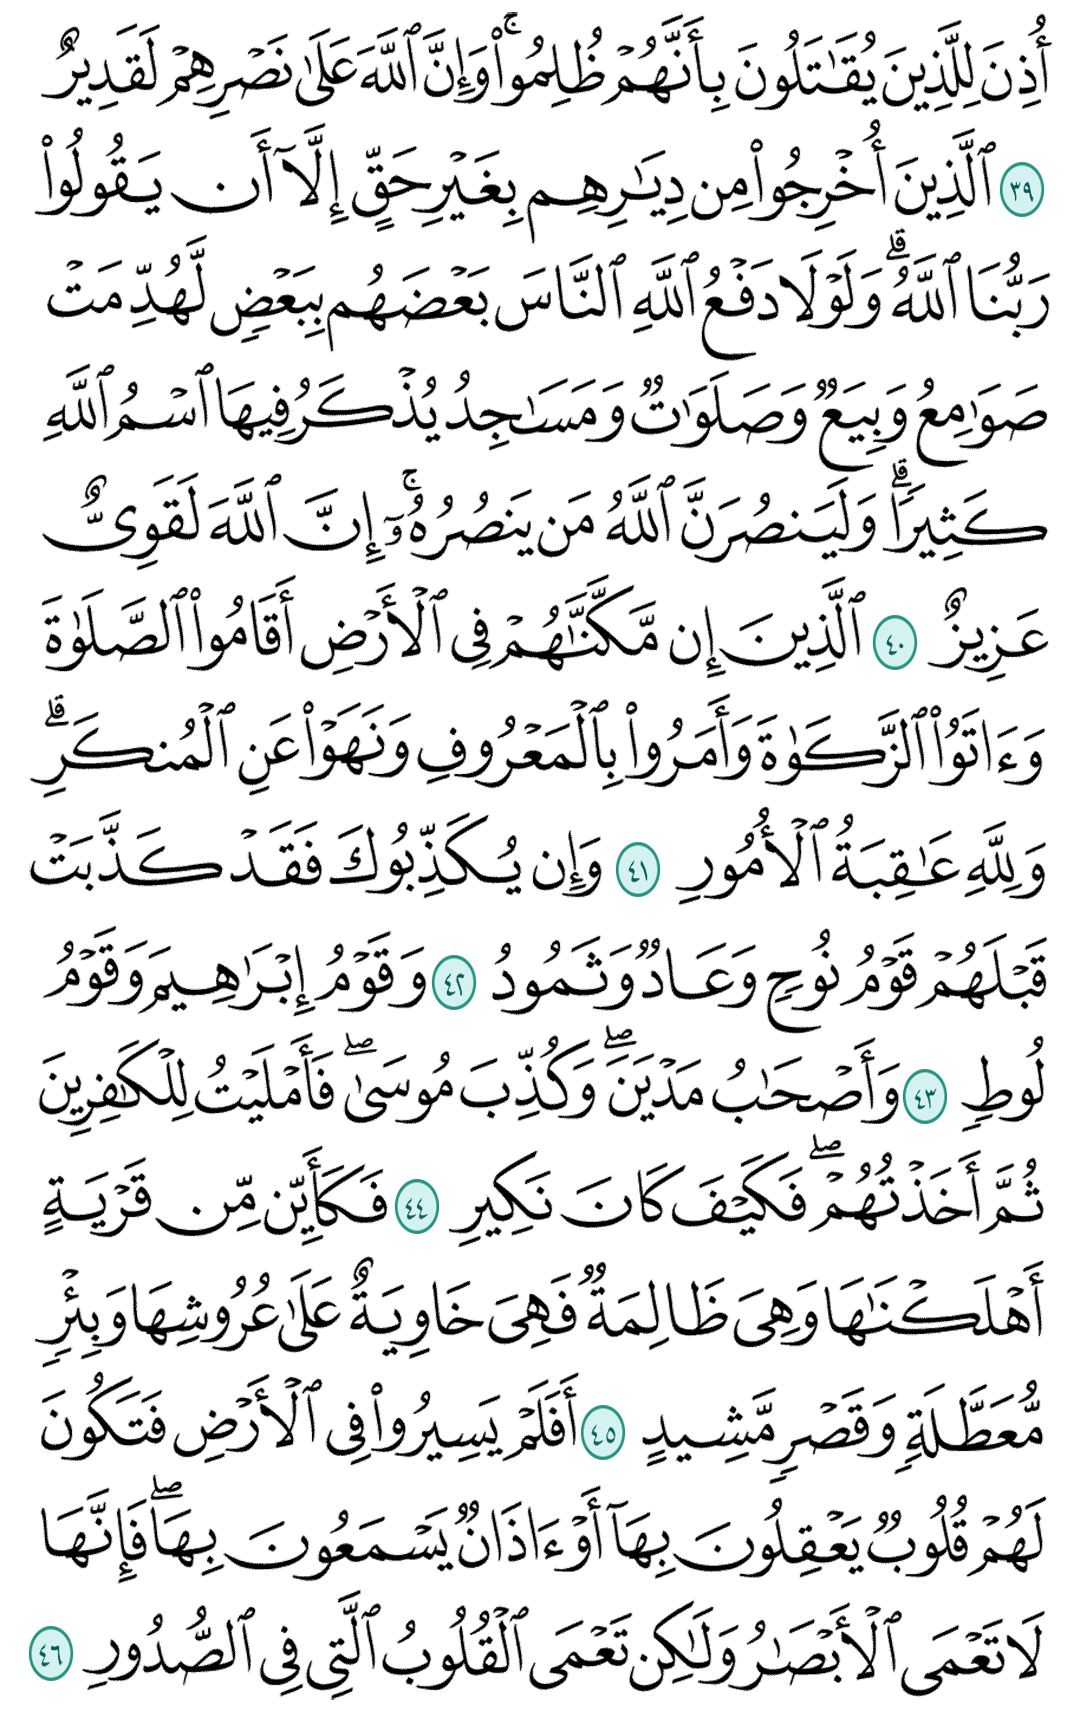 أُذِنَ لِلَّذِينَ يُقَٰتَلُونَ بِأَنَّهُمۡ ظُلِمُواْۚ وَإِنَّ ٱللَّهَ عَلَىٰ نَصۡرِهِمۡ لَقَدِيرٌ
٣٩ ٱلَّذِينَ أُخۡرِجُواْ مِن دِيَٰرِهِم بِغَيۡرِ حَقٍّ إِلَّآ أَن يَقُولُواْ
رَبُّنَا ٱللَّهُۗ وَلَوۡلَا دَفۡعُ ٱللَّهِ ٱلنَّاسَ بَعۡضَهُم بِبَعۡضٖ لَّهُدِّمَتۡ
صَوَٰمِعُ وَبِيَعٞ وَصَلَوَٰتٞ وَمَسَٰجِدُ يُذۡكَرُ فِيهَا ٱسۡمُ ٱللَّهِ
كَثِيرٗاۗ وَلَيَنصُرَنَّ ٱللَّهُ مَن يَنصُرُهُۥٓۚ إِنَّ ٱللَّهَ لَقَوِيٌّ
عَزِيزٌ ٤٠ ٱلَّذِينَ إِن مَّكَّنَّٰهُمۡ فِي ٱلۡأَرۡضِ أَقَامُواْ ٱلصَّلَوٰةَ
وَءَاتَوُاْ ٱلزَّكَوٰةَ وَأَمَرُواْ بِٱلۡمَعۡرُوفِ وَنَهَوۡاْ عَنِ ٱلۡمُنكَرِۗ
وَلِلَّهِ عَٰقِبَةُ ٱلۡأُمُورِ ٤١ وَإِن يُكَذِّبُوكَ فَقَدۡ كَذَّبَتۡ
قَبۡلَهُمۡ قَوۡمُ نُوحٖ وَعَادٞ وَثَمُودُ ٤٢ وَقَوۡمُ إِبۡرَٰهِيمَ وَقَوۡمُ
لُوطٖ ٤٣ وَأَصۡحَٰبُ مَدۡيَنَۖ وَكُذِّبَ مُوسَىٰۖ فَأَمۡلَيۡتُ لِلۡكَٰفِرِينَ
ثُمَّ أَخَذۡتُهُمۡۖ فَكَيۡفَ كَانَ نَكِيرِ ٤٤ فَكَأَيِّن مِّن قَرۡيَةٍ
أَهۡلَكۡنَٰهَا وَهِيَ ظَالِمَةٞ فَهِيَ خَاوِيَةٌ عَلَىٰ عُرُوشِهَا وَبِئۡرٖ
مُّعَطَّلَةٖ وَقَصۡرٖ مَّشِيدٍ ٤٥ أَفَلَمۡ يَسِيرُواْ فِي ٱلۡأَرۡضِ فَتَكُونَ
لَهُمۡ قُلُوبٞ يَعۡقِلُونَ بِهَآ أَوۡ ءَاذَانٞ يَسۡمَعُونَ بِهَاۖ فَإِنَّهَا
لَا تَعۡمَى ٱلۡأَبۡصَٰرُ وَلَٰكِن تَعۡمَى ٱلۡقُلُوبُ ٱلَّتِي فِي ٱلصُّدُورِ ٤٦